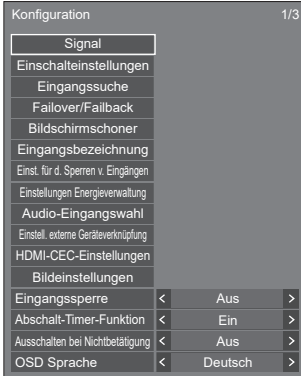 Konfiguration 1/3
Signal
Einschalteinstellungen
Eingangssuche
Failover/Failback
Bildschirmschoner
Eingangsbezeichnung
Einst. für d. Sperren v. Eingängen
Einstellungen Energieverwaltung
Audio-Eingangswahl
Einstell. externe Geräteverknüpfung
HDMI-CEC-Einstellungen
Bildeinstellungen
Eingangssperre < Aus >
Abschalt-Timer-Funktion < Ein >
Ausschalten bei Nichtbetätigung < Aus >
OSD Sprache < Deutsch >